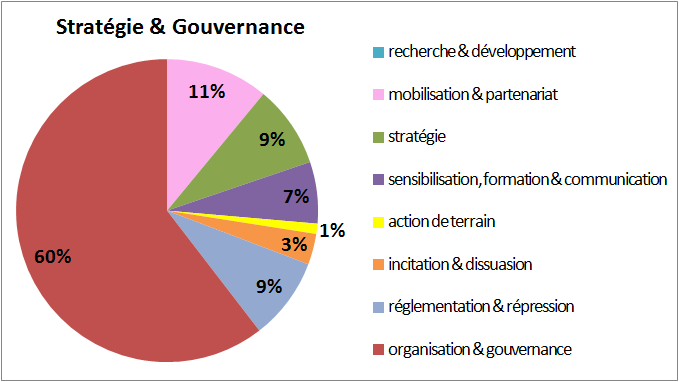 Stratégie & Gouvernance
11%
9%
7%
1%
3%
9%
60%
recherche & développement
mobilisation & partenariat
stratégie
sensibilisation, formation & communication
action de terrain
incitation & dissuasion
réglementation & répression
organisation & gouvernance